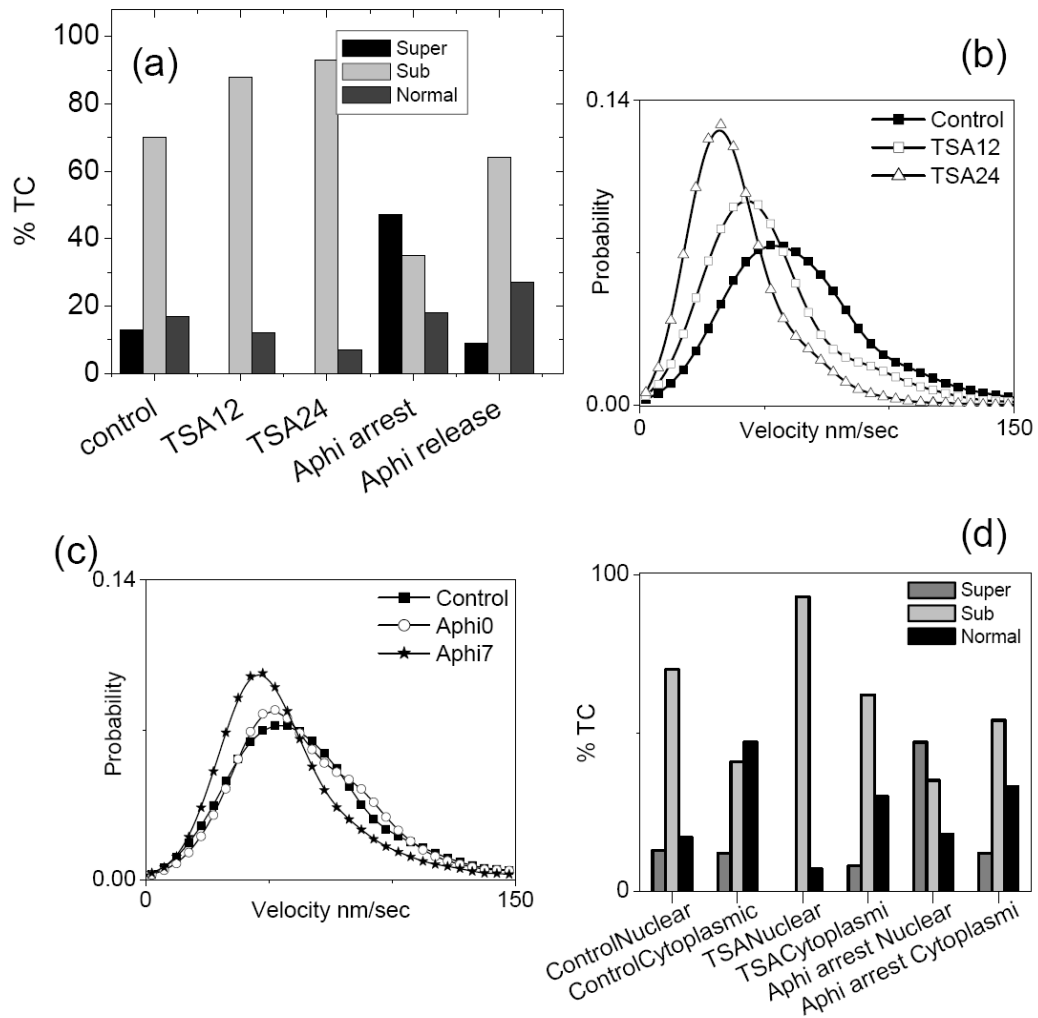 (a)
Super
Sub
Normal
100
80
60
40
20
0
% TC
control
TSA12
TSA24
Aphi arrest
Aphi release
(b)
0.14
Control
TSA12
TSA24
Probability
0.00
0
Velocity nm/sec
150
(c)
0.14
Control
Aphi0
Aphi7
Probability
0.00
0
Velocity nm/sec
150
(d)
100
Super
Sub
Normal
% TC
0
ControlNuclear
ControlCytoplasmic
TSANuclear
TSACytoplasmi
Aphi arrest Nuclear
Aphi arrest Cytoplasmi